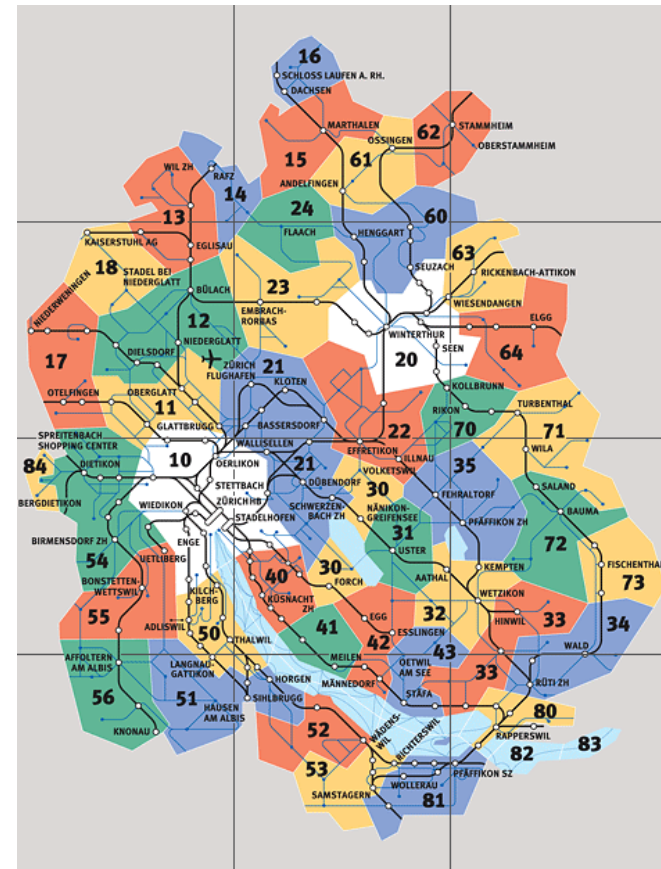 16
SCHLOSS LAUFEN A. RH.
DACHSEN
MARTHALEN
62
STAMMHEIM
OSSINGEN
OBERSTAMMHEIM
15
61
WIL ZH
RAFZ
ANDELFINGEN
14
24
13
FLAACH
60
KAISERSTUHL AG
EGLISAU
HENGGART
63
18
STADEL BEI
NIEDERGLATT
SEUZACH
RICKENBACH-ATTIKON
23
BÜLACH
NIEDERWENINGEN
WIESENDANGEN
EMBRACH-
RORBAS
12
ELGG
WINTERTHUR
NIEDERGLATT
SEEN
64
17
DIELSDORF
ZÜRICH
FLUGHAFEN
21
20
KLOTEN
KOLLBRUNN
OTELFINGEN
OBERGLATT
11
RIKON
TURBENTHAL
GLATTBRUGG
BASSERSDORF
22
70
71
SPREITENBACH
SHOPPING CENTER
WALLISELLEN
EFFRETIKON
WILA
84
DIETIKON
10
OERLIKON
21
ILLNAU
VOLKETSWIL
35
STETTBACH
DÜBENDORF
30
FEHRALTORF
SALAND
BERGDIETIKON
ZÜRICH HB
SCHWERZEN-
BACH ZH
NÄNIKON-
GREIFENSEE
BAUMA
WIEDIKON
STADELHOFEN
PFÄFFIKON ZH
31
BIRMENSDORF ZH
ENGE
USTER
72
54
UETLIBERG
40
30
FORCH
AATHAL
KEMPTEN
FISCHENTHAL
73
BONSTETTEN-
WETTSWIL
KILCH-
BERG
KÜSNACHT
ZH
WETZIKON
55
EGG
32
HINWIL
33
34
ADLISWIL
50
41
42
ESSLINGEN
THALWIL
43
WALD
AFFOLTERN
AM ALBIS
LANGNAU-
GATTIKON
MEILEN
OETWIL
AM SEE
33
HORGEN
MÄNNEDORF
RÜTI ZH
56
51
SIHLBRUGG
STÄFA
HAUSEN
AM ALBIS
80
KNONAU
52
WÄDENS-
WIL
RICHTERSWIL
RAPPERSWIL
83
82
53
PFÄFFIKON SZ
WOLLERAU
SAMSTAGERN
81